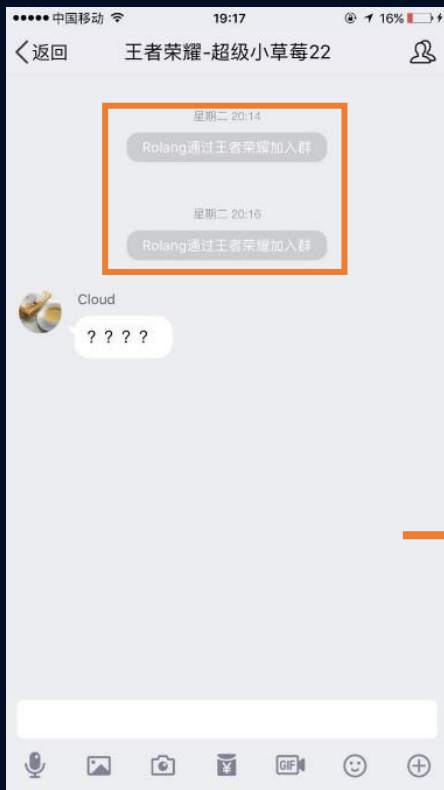 中国移动 19:17 16%
返回 王者荣耀-超级小草莓22
星期二 20:14
Rolang通过王者荣耀加入群
星期二 20:16
Rolang通过王者荣耀加入群
Cloud
？？？？
GIF